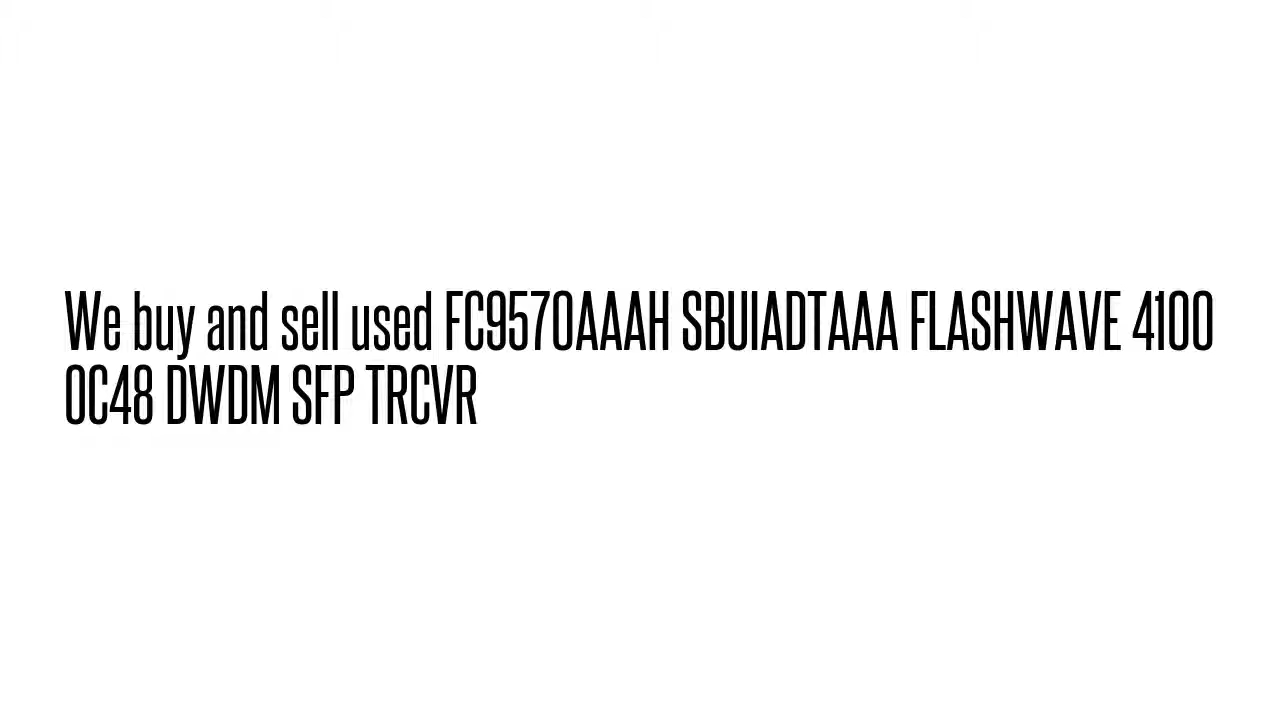 We buy and sell used FC9570AAAH SBUIADTAAA FLASHWAVE 4100
OC48 DWDM SFP TRCVR